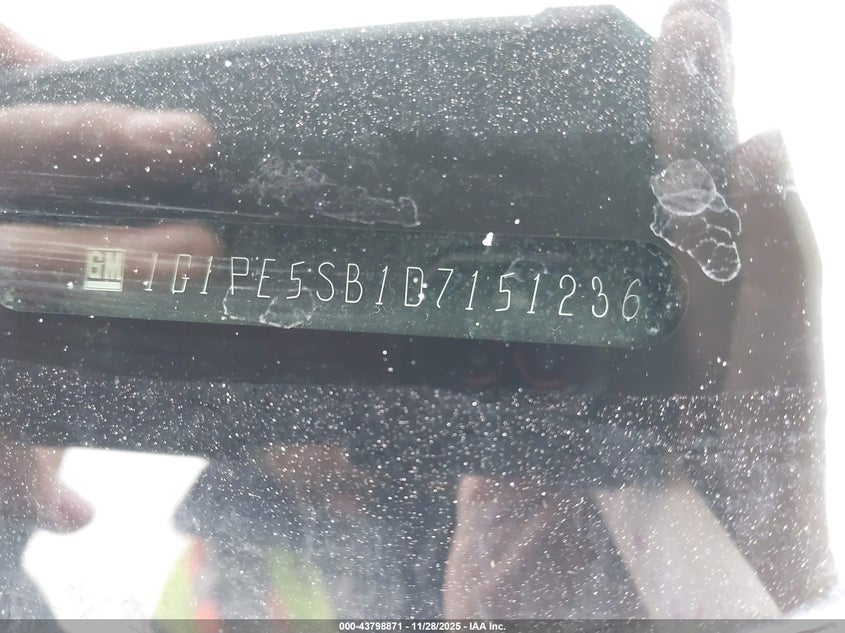 GM 1G1PE5SB1D7151236
000-43798871 - 11/28/2025 - IAA Inc.